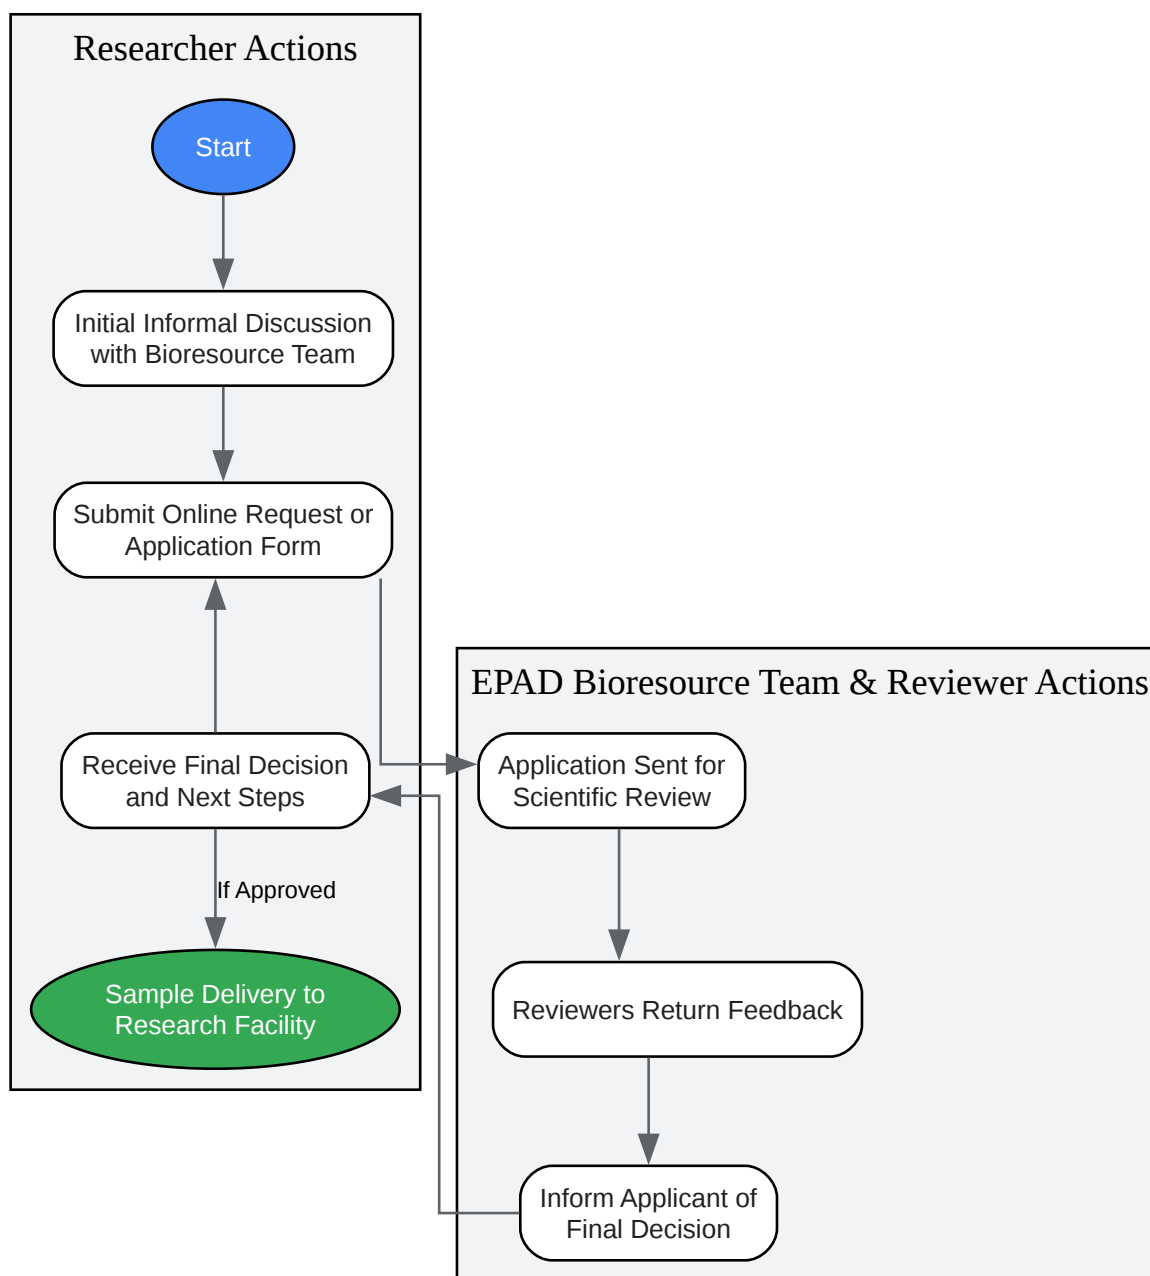 Researcher Actions
Start
Initial Informal Discussion
with Bioresource Team
Submit Online Request or
Application Form
Receive Final Decision
and Next Steps
If Approved
Sample Delivery to
Research Facility
EPAD Bioresource Team & Reviewer Actions
Application Sent for
Scientific Review
Reviewers Return Feedback
Inform Applicant of
Final Decision